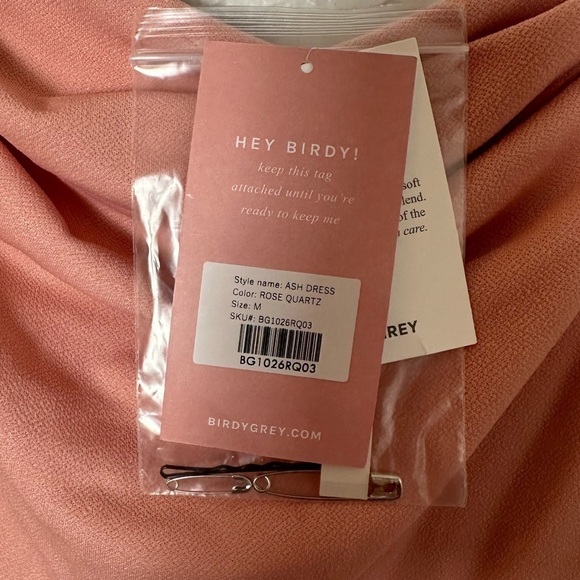 HEY BIRDY!
keep this tag
attached until you're
ready to keep me
Style name: ASH DRESS
Color: ROSE QUARTZ
Size: M
SKU#: BG1026RQ03
BG1026RQ03
BIRDYGREY.COM
soft
lend.
of the
care.
REY